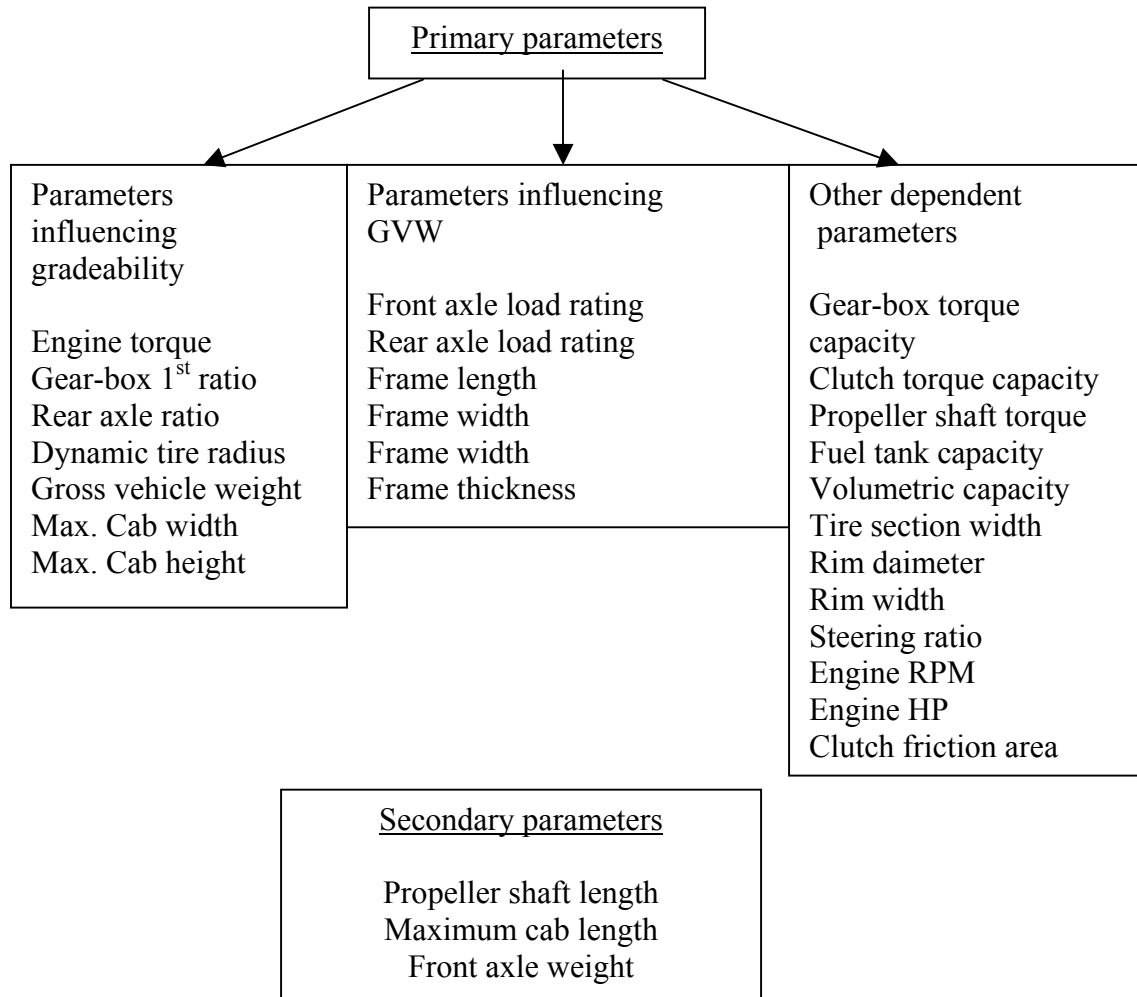 Primary parameters
Parameters
influencing
gradeability
Engine torque
Gear-box 1st ratio
Rear axle ratio
Dynamic tire radius
Gross vehicle weight
Max. Cab width
Max. Cab height
Parameters influencing
GVW
Front axle load rating
Rear axle load rating
Frame length
Frame width
Frame width
Frame thickness
Other dependent
parameters
Gear-box torque
capacity
Clutch torque capacity
Propeller shaft torque
Fuel tank capacity
Volumetric capacity
Tire section width
Rim daimeter
Rim width
Steering ratio
Engine RPM
Engine HP
Clutch friction area
Secondary parameters
Propeller shaft length
Maximum cab length
Front axle weight